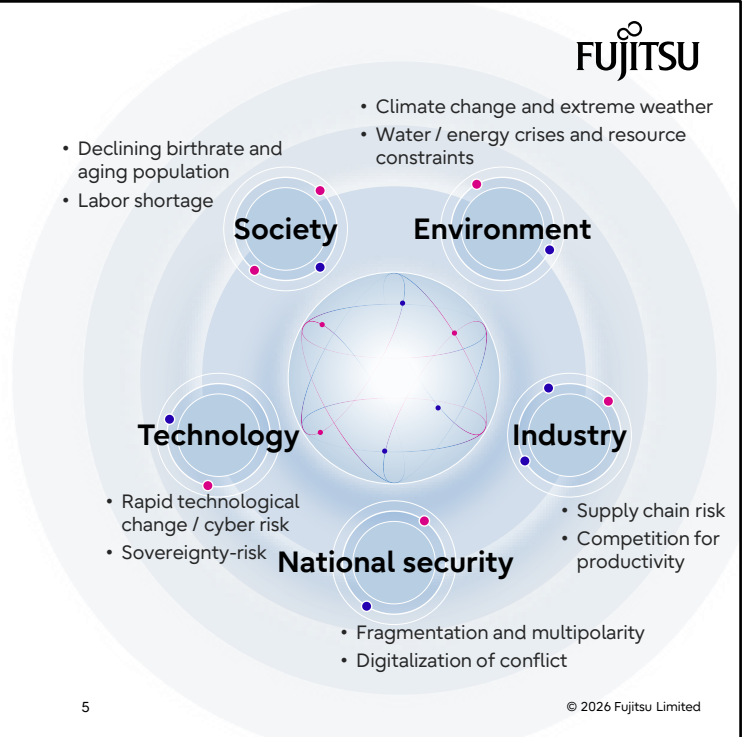 FUJITSU
• Climate change and extreme weather
• Water / energy crises and resource
constraints
• Declining birthrate and
aging population
• Labor shortage
Society
Environment
Technology
Industry
• Rapid technological
change / cyber risk
• Sovereignty-risk
• Supply chain risk
• Competition for
productivity
National security
• Fragmentation and multipolarity
• Digitalization of conflict
5
© 2026 Fujitsu Limited